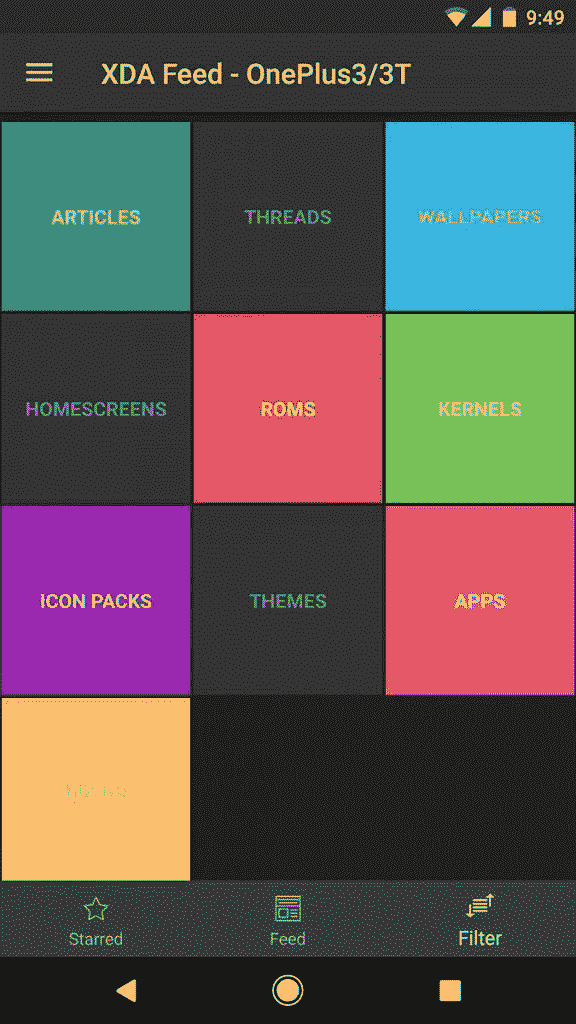 9:49
XDA Feed - OnePlus3/3T
ARTICLES
THREADS
WALLPAPERS
HOMESCREENS
ROMS
KERNELS
ICON PACKS
THEMES
APPS
Starred
Feed
Filter